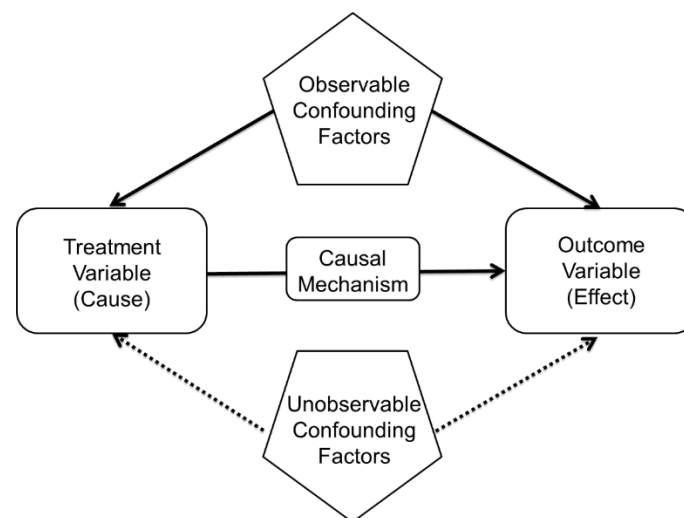 Observable
Confounding
Factors
Treatment
Variable
(Cause)
Causal
Mechanism
Outcome
Variable
(Effect)
Unobservable
Confounding
Factors